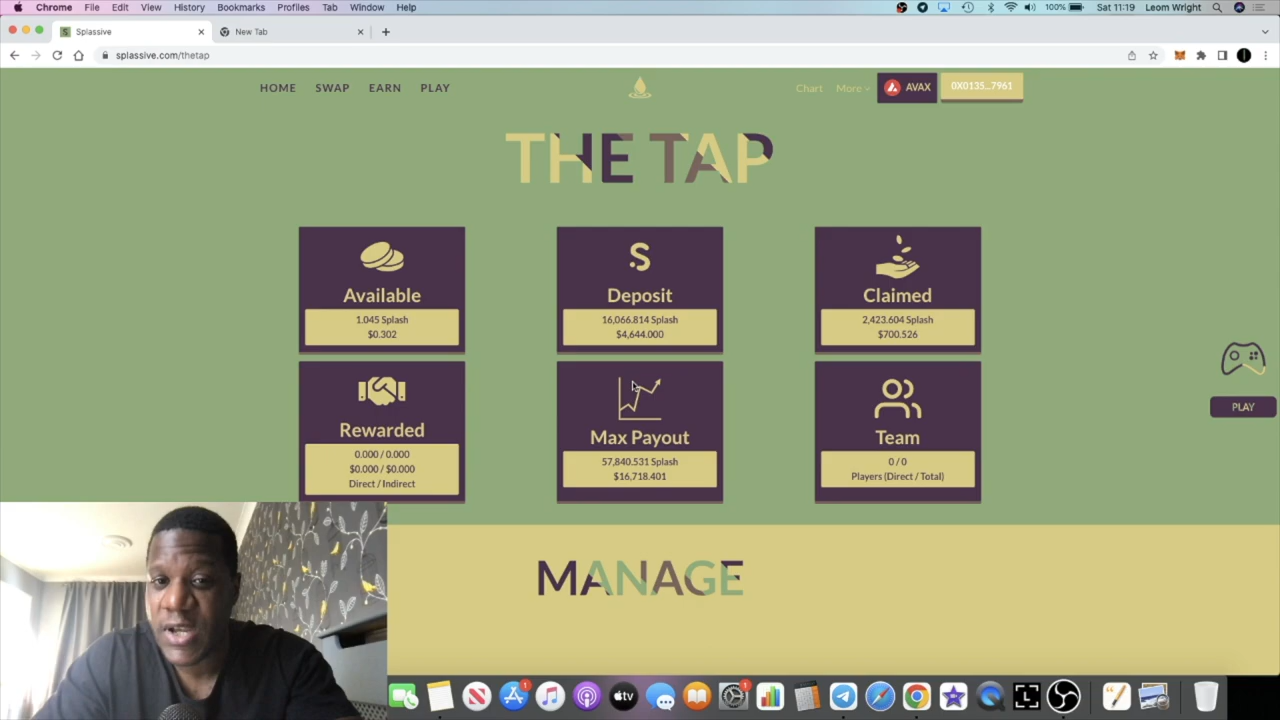 Chrome File Edit View History Bookmarks Profiles Tab Window Help 100% Sat 11:19 Leom Wright
Splassive New Tab
splassive.com/thetap
HOME SWAP EARN PLAY Chart More AVAX 0X0135...7961
THE TAP
Available
1.045 Splash
$0.302
Deposit
16,066.814 Splash
$4,644.000
Claimed
2,423.604 Splash
$700.526
Rewarded
0.000 / 0.000
$0.000 / $0.000
Direct / Indirect
Max Payout
57,840.531 Splash
$16,718.401
Team
0 / 0
Players (Direct / Total)
PLAY
MANAGE